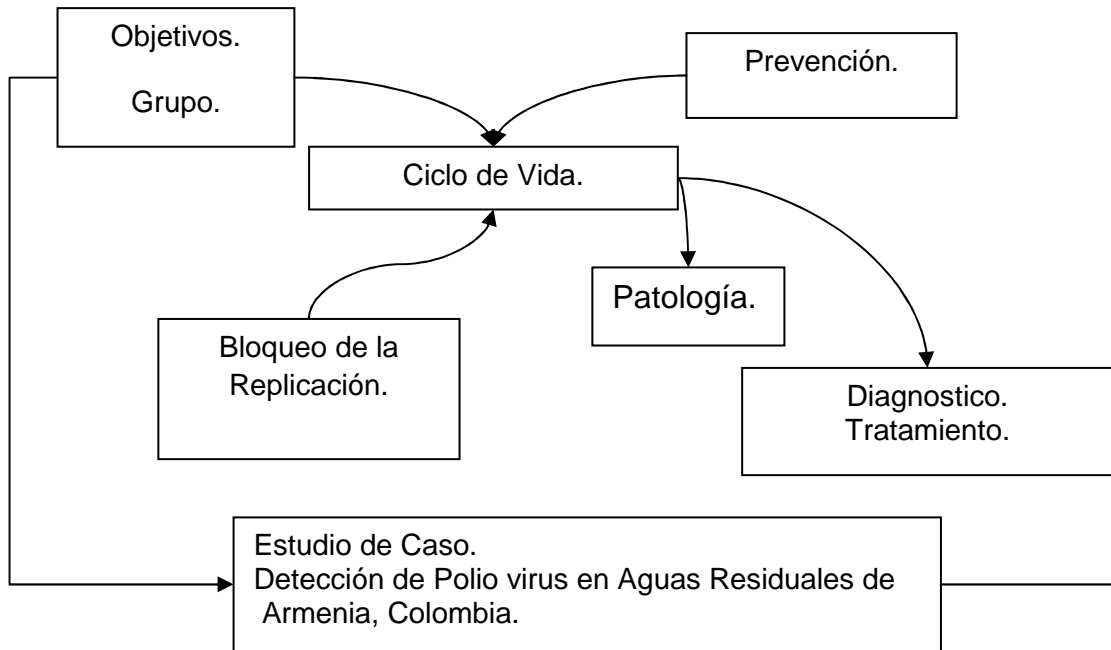 Objetivos.
Grupo.
Prevención.
Ciclo de Vida.
Patología.
Bloqueo de la
Replicación.
Diagnostico.
Tratamiento.
Estudio de Caso.
Detección de Polio virus en Aguas Residuales de
Armenia, Colombia.